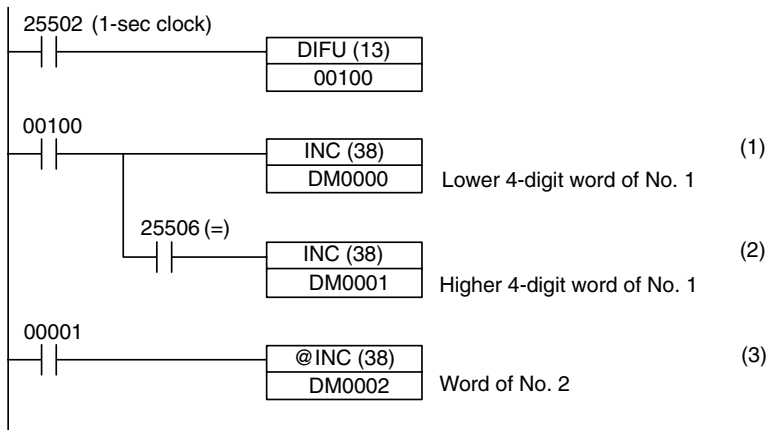 25502 (1-sec clock)
DIFU (13)
00100
00100
INC (38)
(1)
DM0000
Lower 4-digit word of No. 1
25506 (=)
INC (38)
(2)
DM0001
Higher 4-digit word of No. 1
00001
@INC (38)
(3)
DM0002
Word of No. 2